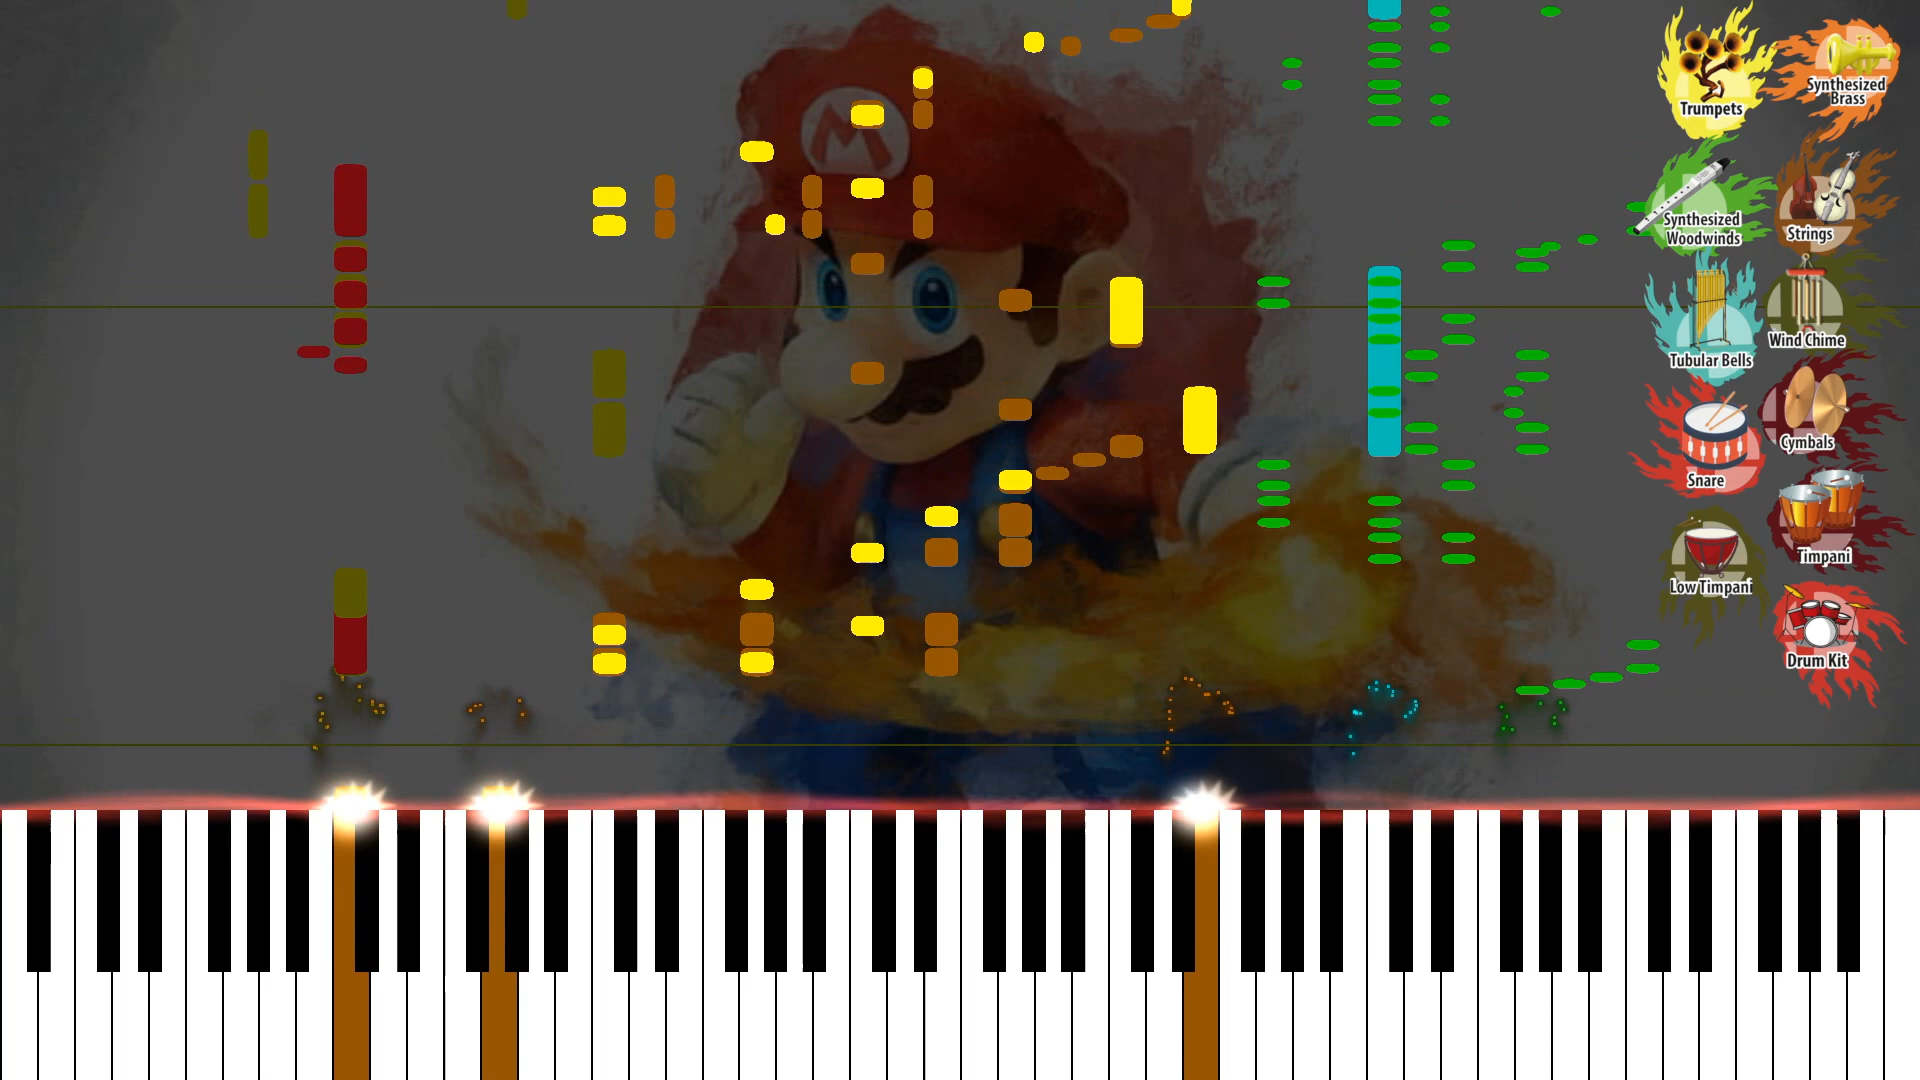 M
Trumpets
Synthesized
Brass
Synthesized
Woodwinds
Strings
Tubular Bells
Wind Chime
Snare
Cymbals
Low Timpani
Timpani
Drum Kit